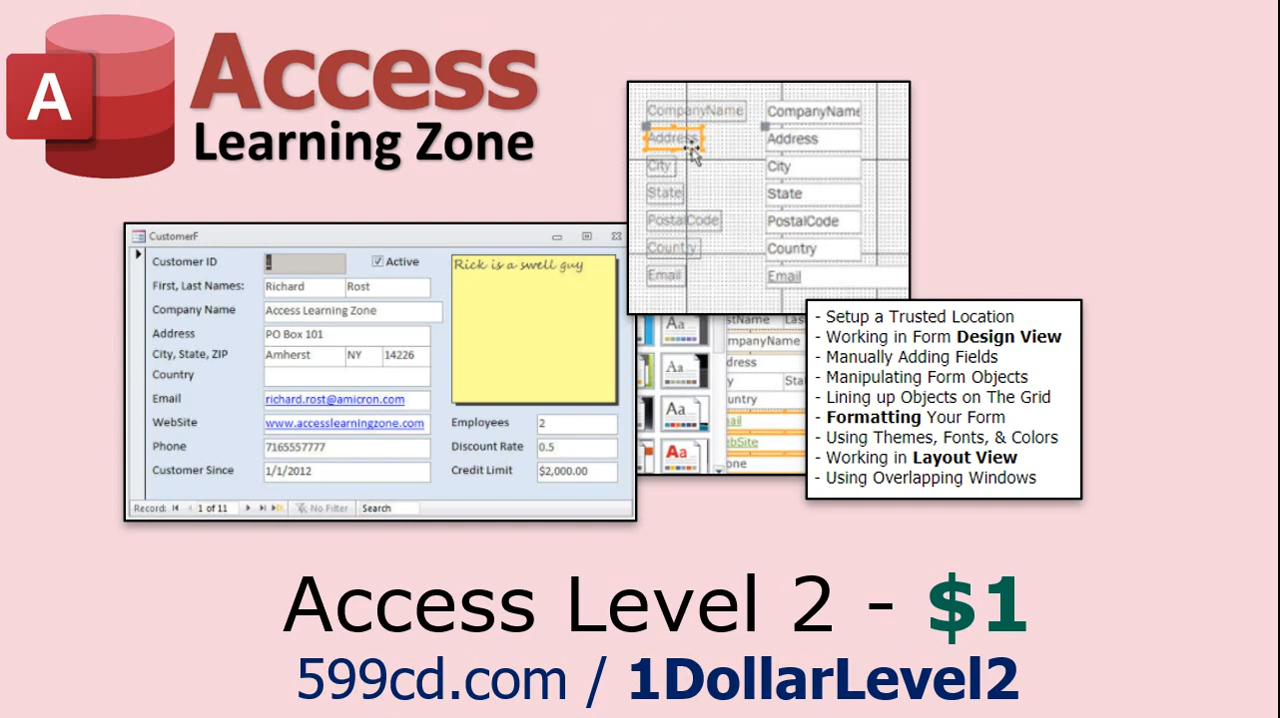 A
Access
Learning Zone
CompanyName CompanyName
Address Address
City City
State State
PostalCode PostalCode
Country Country
Email Email
CustomerF
Customer ID Active
First, Last Names: Richard Rost
Company Name Access Learning Zone
Address PO Box 101
City, State, ZIP Amherst NY 14226
Country
Email richard.rost@amicron.com
WebSite www.accesslearningzone.com
Phone 7165557777
Customer Since 1/1/2012
Rick is a swell guy
Employees 2
Discount Rate 0.5
Credit Limit $2,000.00
Record: 1 of 11 No Filter Search
Aa
Aa
Aa
Aa
- Setup a Trusted Location
- Working in Form Design View
- Manually Adding Fields
- Manipulating Form Objects
- Lining up Objects on The Grid
- Formatting Your Form
- Using Themes, Fonts, & Colors
- Working in Layout View
- Using Overlapping Windows
Access Level 2 - $1
599cd.com / 1DollarLevel2